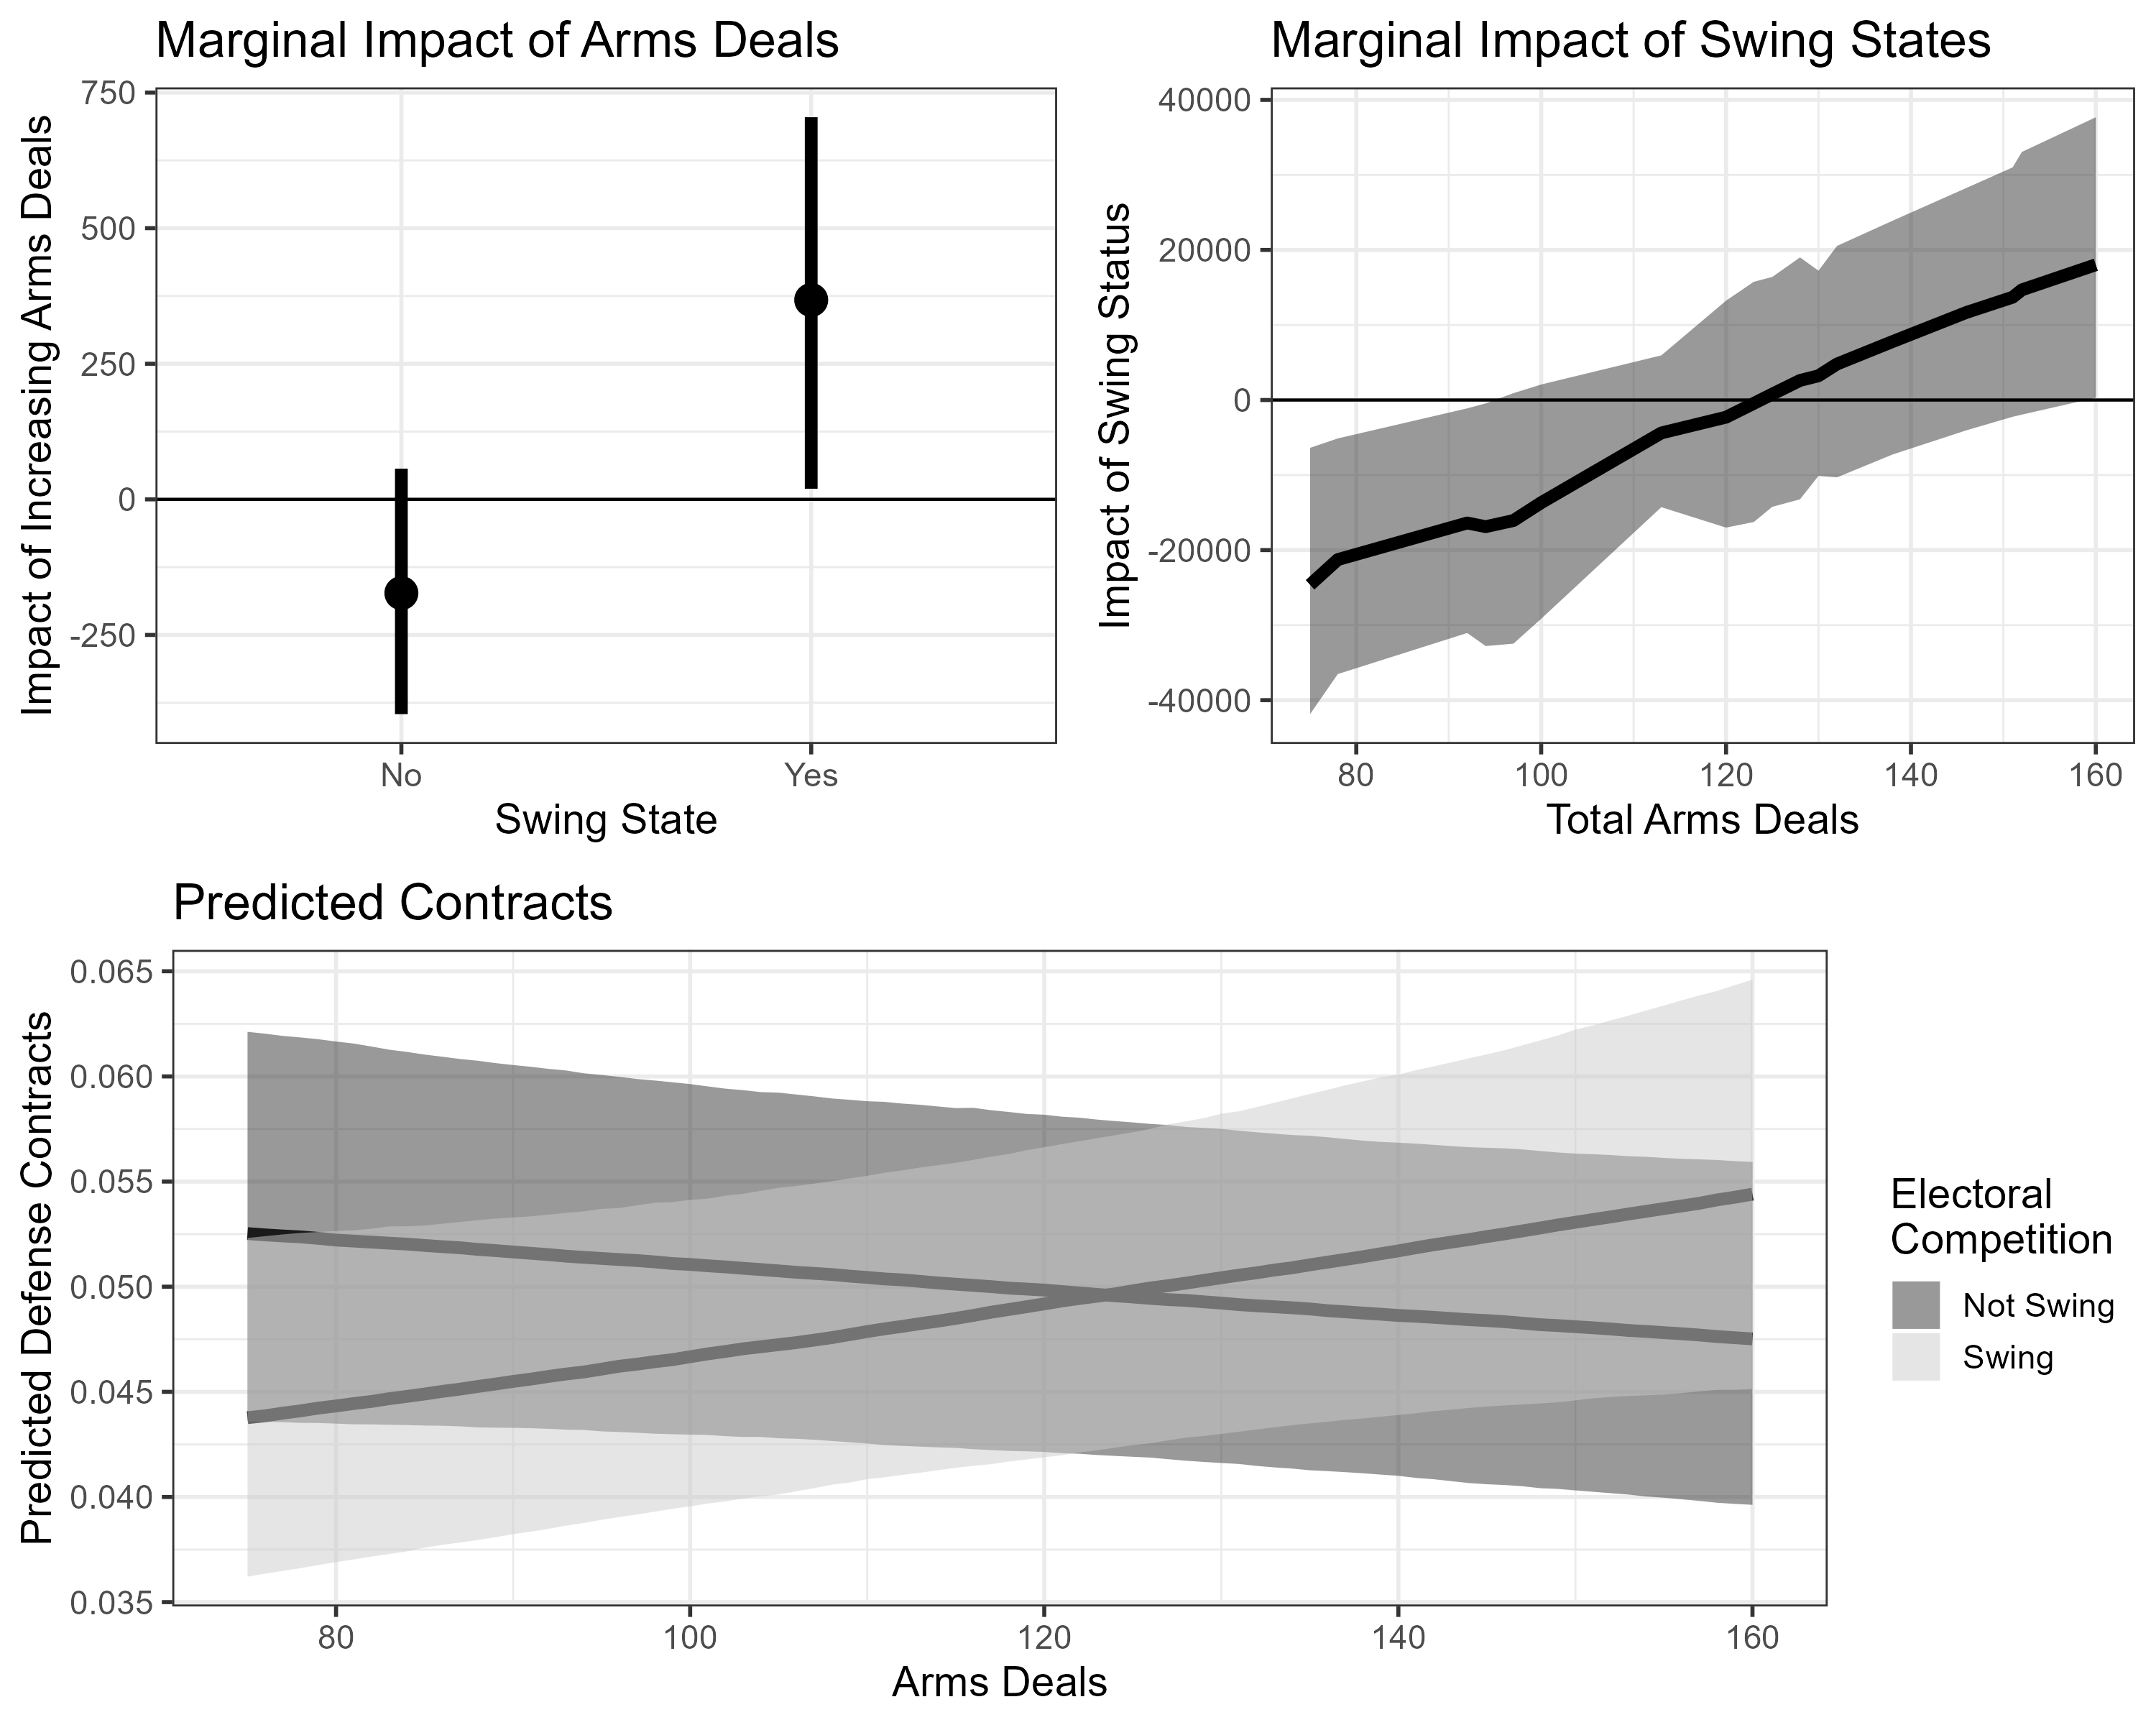 Marginal Impact of Arms Deals
Impact of Increasing Arms Deals
750
500
250
0
-250
No
Yes
Swing State
Marginal Impact of Swing States
Impact of Swing Status
40000
20000
0
-20000
-40000
80
100
120
140
160
Total Arms Deals
Predicted Contracts
Predicted Defense Contracts
0.065
0.060
0.055
0.050
0.045
0.040
0.035
80
100
120
140
160
Arms Deals
Electoral
Competition
Not Swing
Swing